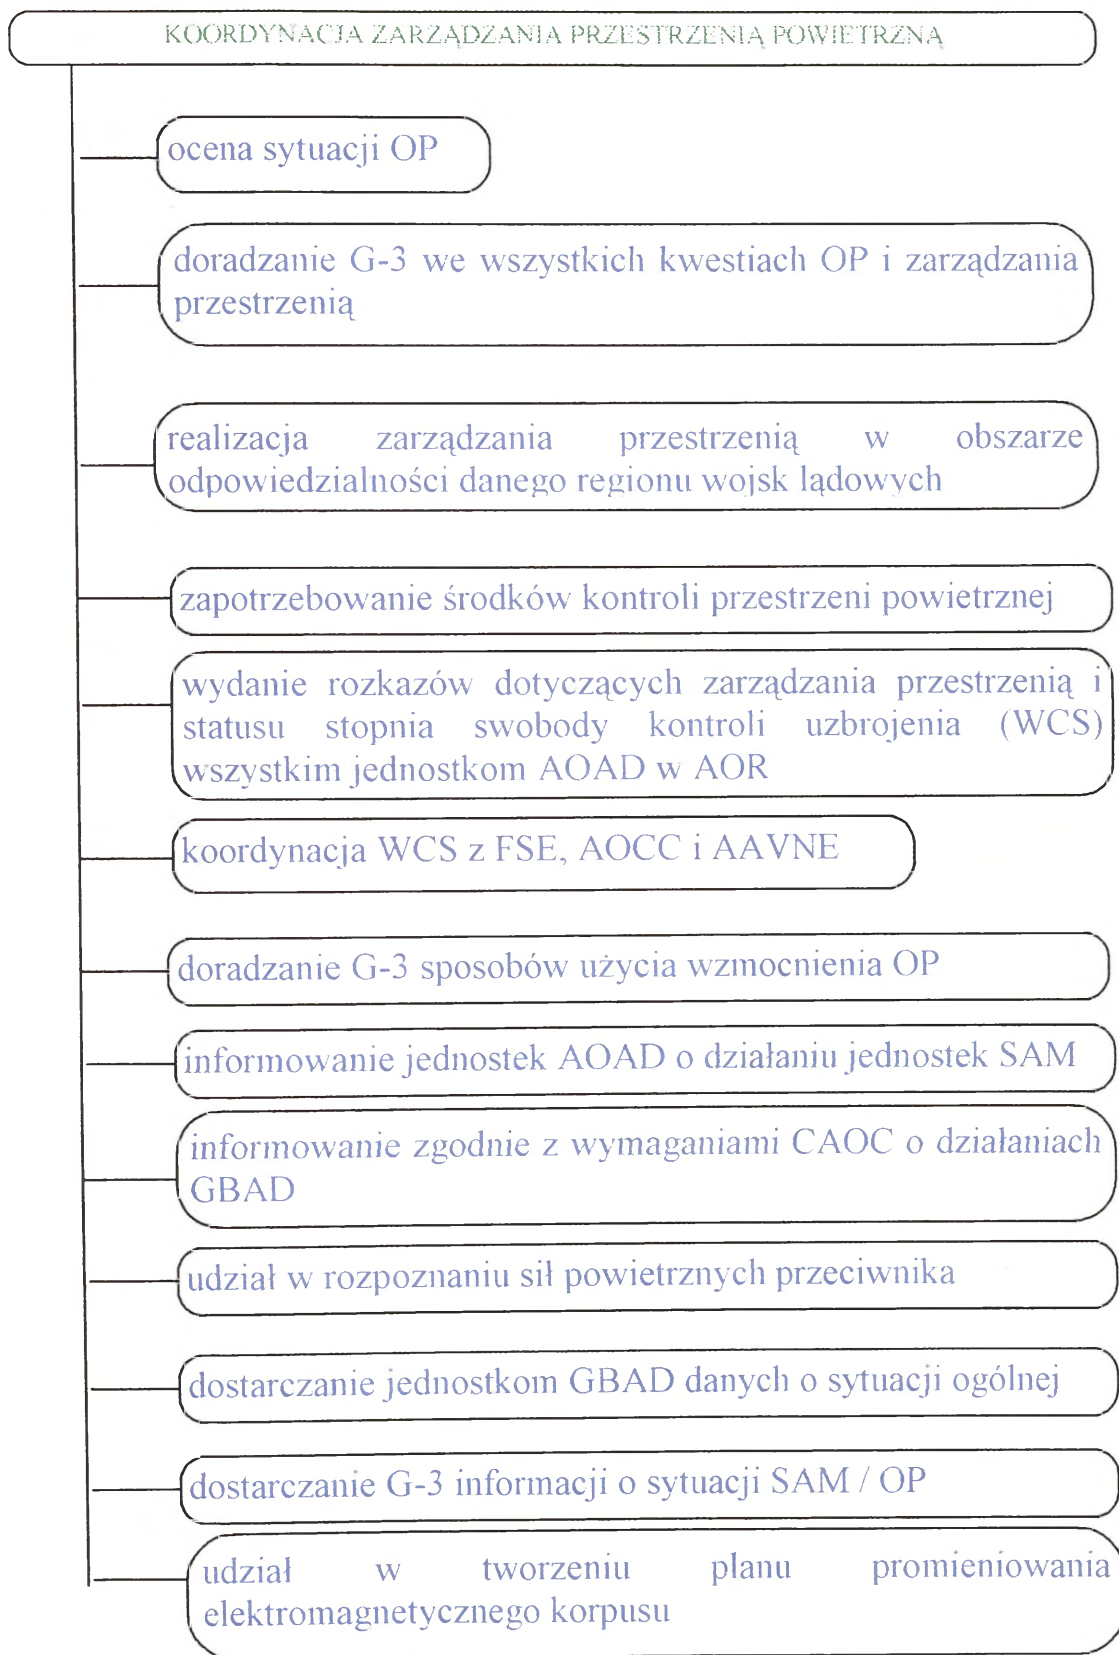 KOORDYNACJA ZARZĄDZANIA PRZESTRZENIĄ POWIETRZNĄ
ocena sytuacji OP
doradzanie G-3 we wszystkich kwestiach OP i zarządzania
przestrzenią
realizacja zarządzania przestrzenią w obszarze
odpowiedzialności danego regionu wojsk lądowych
zapotrzebowanie środków kontroli przestrzeni powietrznej
wydanie rozkazów dotyczących zarządzania przestrzenią i
statusu stopnia swobody kontroli uzbrojenia (WCS)
wszystkim jednostkom AOAD w AOR
koordynacja WCS z FSE, AOCC i AAVNE
doradzanie G-3 sposobów użycia wzmocnienia OP
informowanie jednostek AOAD o działaniu jednostek SAM
informowanie zgodnie z wymaganiami CAOC o działaniach
GBAD
udział w rozpoznaniu sił powietrznych przeciwnika
dostarczanie jednostkom GBAD danych o sytuacji ogólnej
dostarczanie G-3 informacji o sytuacji SAM / OP
udział w tworzeniu planu promieniowania
elektromagnetycznego korpusu